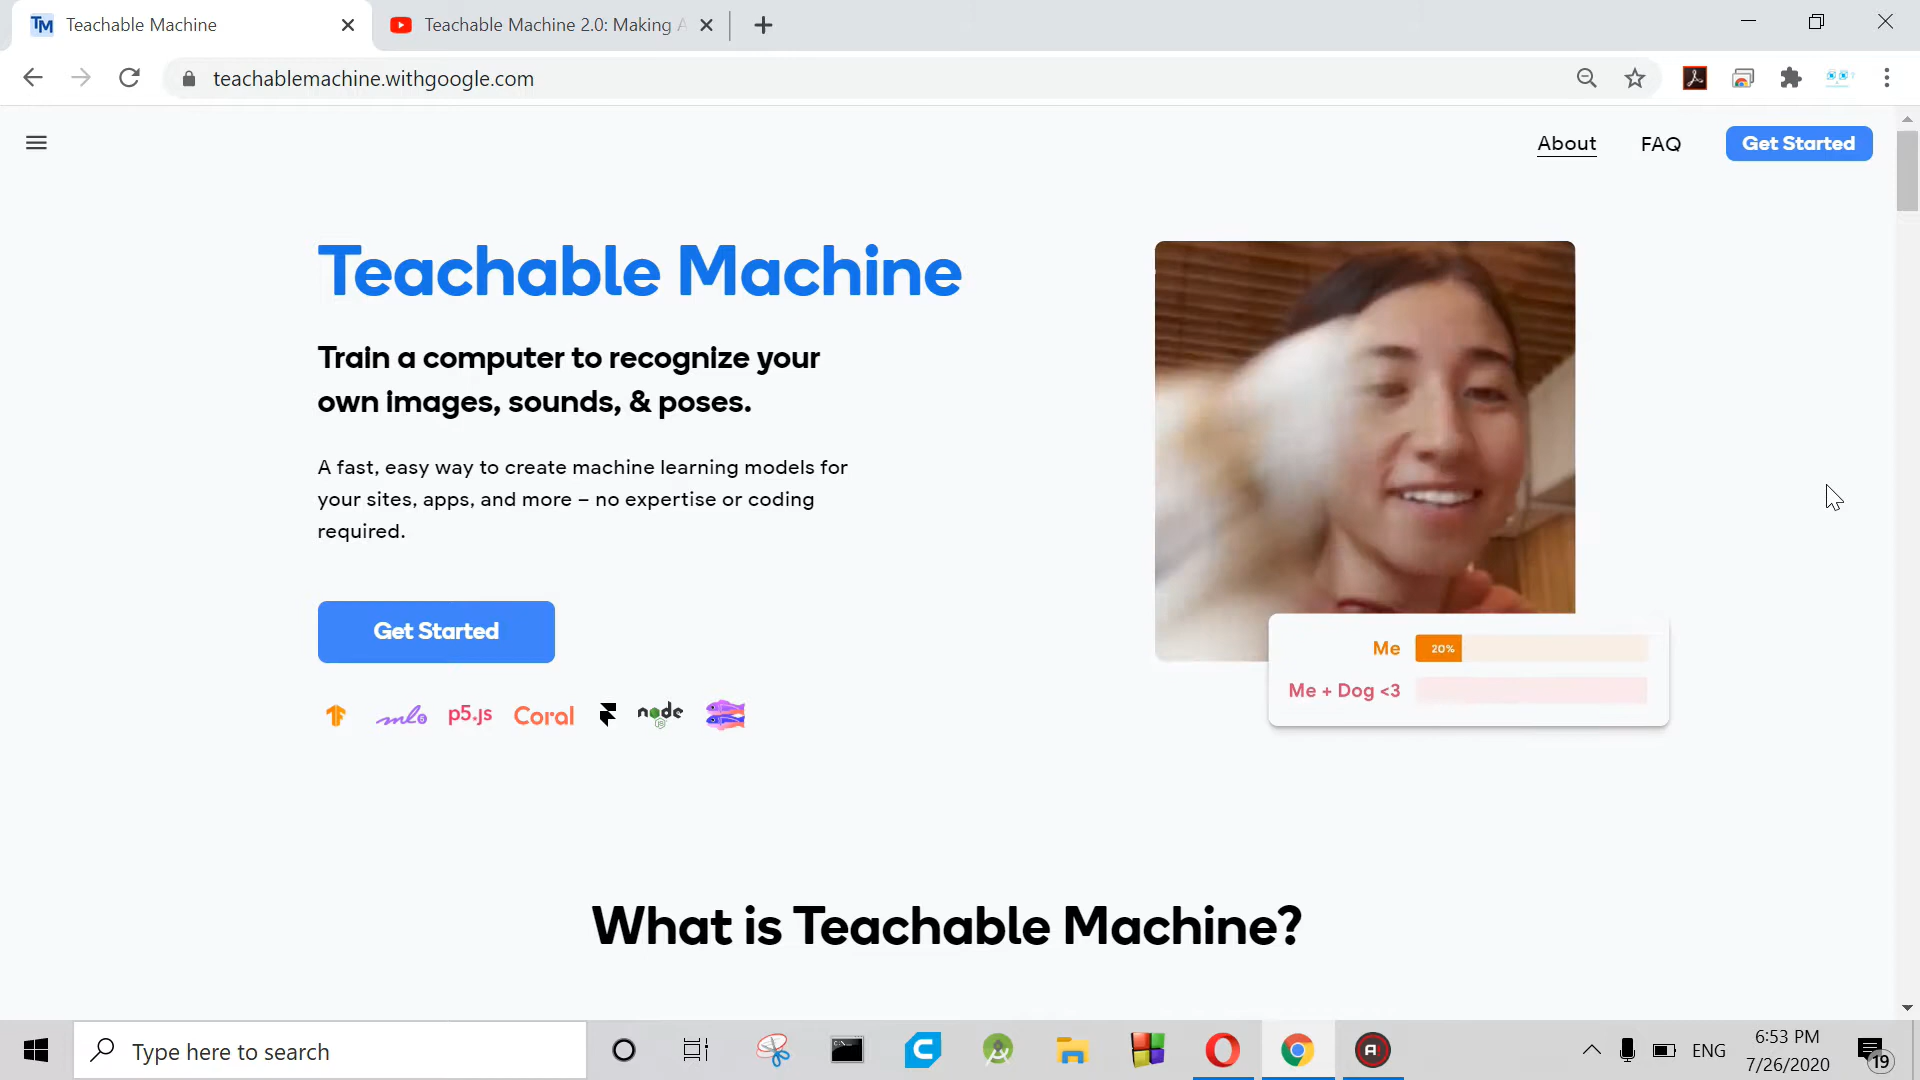 Teachable Machine
Teachable Machine 2.0: Making A
teachablemachine.withgoogle.com
About
FAQ
Get Started
Teachable Machine
Train a computer to recognize your
own images, sounds, & poses.
A fast, easy way to create machine learning models for
your sites, apps, and more – no expertise or coding
required.
Get Started
ml5
p5.js
Coral
node
JS
Me
20%
Me + Dog <3
What is Teachable Machine?
Type here to search
ENG
6:53 PM
7/26/2020
19